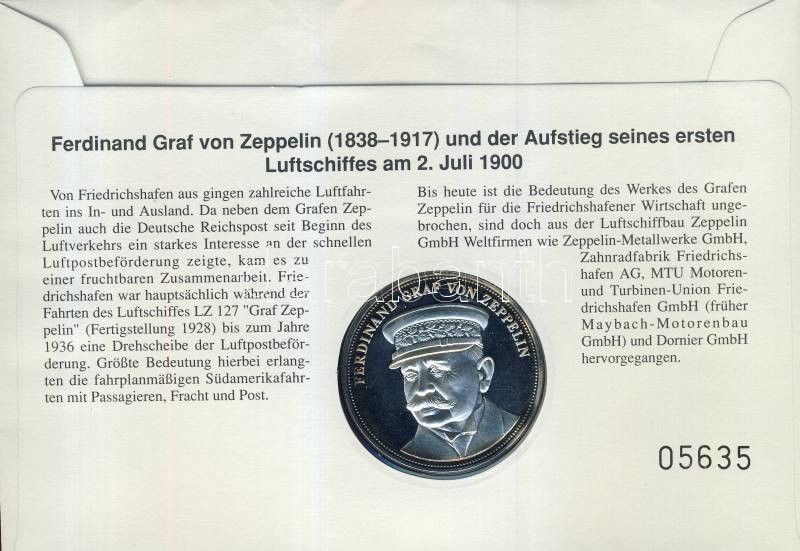 Ferdinand Graf von Zeppelin (1838–1917) und der Aufstieg seines ersten
Luftschiffes am 2. Juli 1900
Von Friedrichshafen aus gingen zahlreiche Luftfahr-
ten ins In- und Ausland. Da neben dem Grafen Zep-
pelin auch die Deutsche Reichspost seit Beginn des
Luftverkehrs ein starkes Interesse an der schnellen
Luftpostbeförderung zeigte, kam es zu
einer fruchtbaren Zusammenarbeit. Frie-
drichshafen war hauptsächlich während der
Fahrten des Luftschiffes LZ 127 "Graf Zep-
pelin" (Fertigstellung 1928) bis zum Jahre
1936 eine Drehscheibe der Luftpostbeför-
derung. Größte Bedeutung hierbei erlang-
ten die fahrplanmäßigen Südamerikafahr-
ten mit Passagieren, Fracht und Post.
Bis heute ist die Bedeutung des Werkes des Grafen
Zeppelin für die Friedrichshafener Wirtschaft unge-
brochen, sind doch aus der Luftschiffbau Zeppelin
GmbH Weltfirmen wie Zeppelin-Metallwerke GmbH,
Zahnradfabrik Friedrichs-
hafen AG, MTU Motoren-
und Turbinen-Union Frie-
drichshafen GmbH (früher
Maybach-Motorenbau
GmbH) und Dornier GmbH
hervorgegangen.
FERDINAND GRAF VON ZEPPELIN
05635